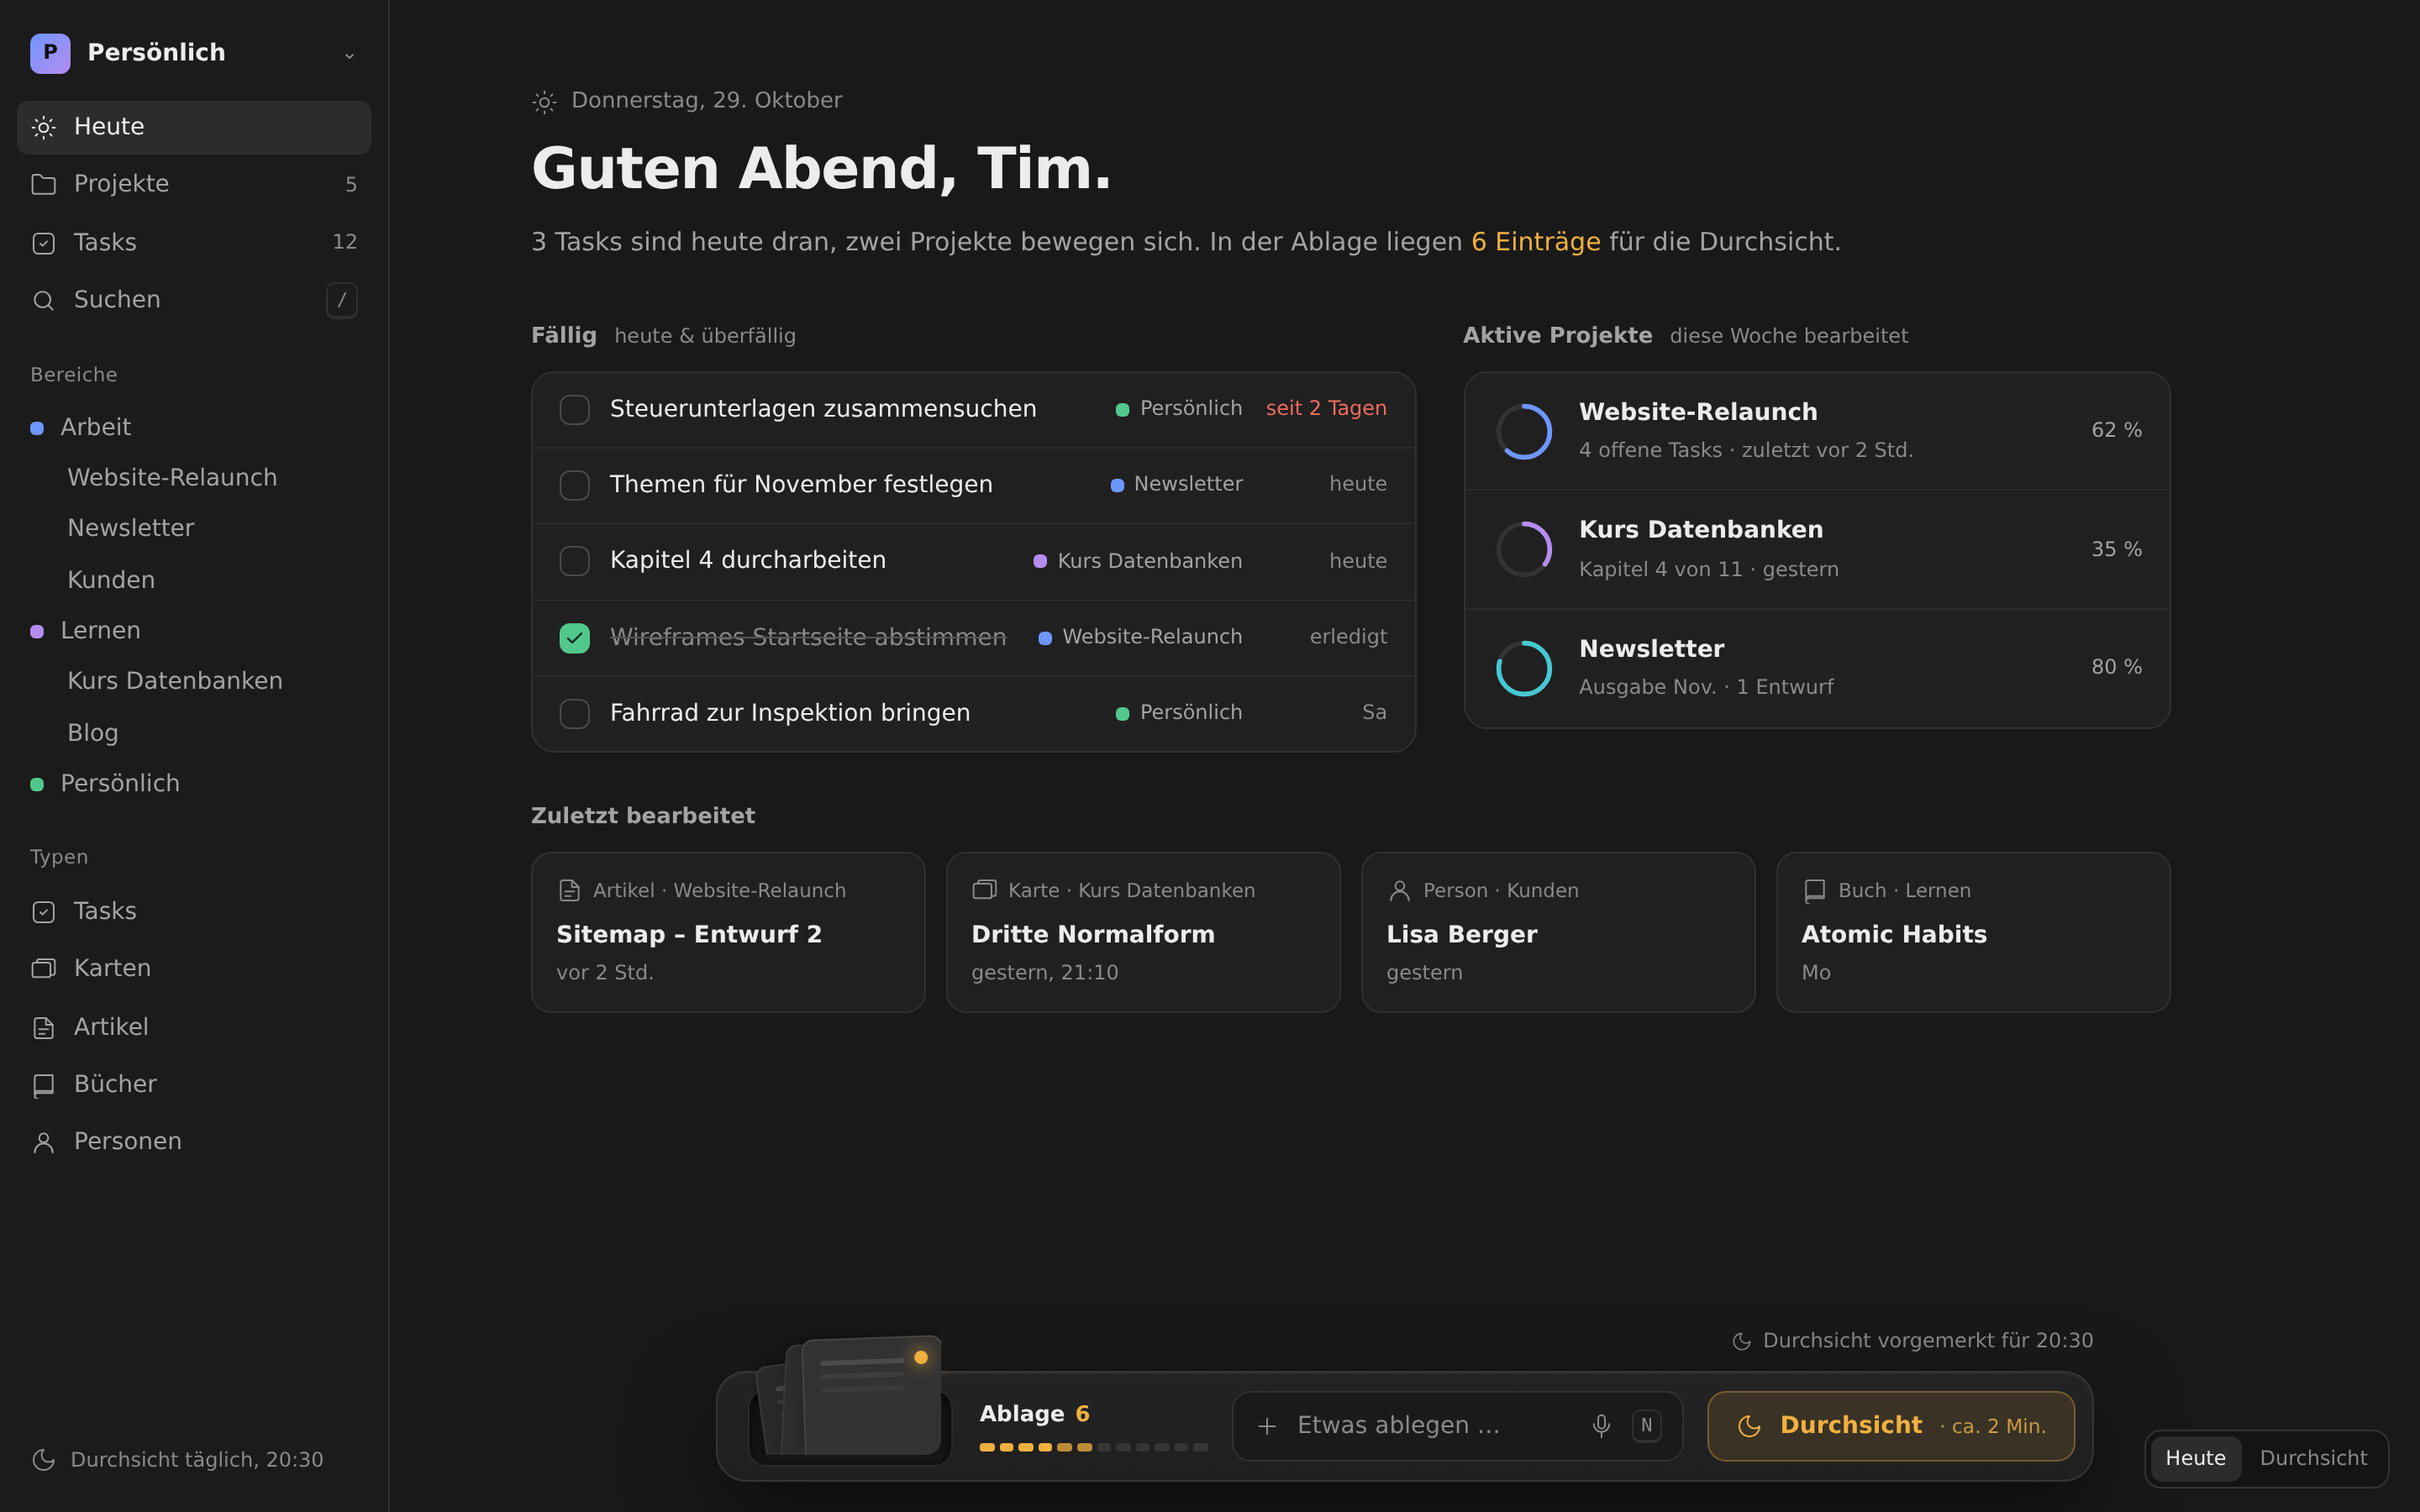 P Persönlich
Heute
Projekte 5
Tasks 12
Suchen /
Bereiche
Arbeit
Website-Relaunch
Newsletter
Kunden
Lernen
Kurs Datenbanken
Blog
Persönlich
Typen
Tasks
Karten
Artikel
Bücher
Personen
Durchsicht täglich, 20:30
Donnerstag, 29. Oktober
Guten Abend, Tim.
3 Tasks sind heute dran, zwei Projekte bewegen sich. In der Ablage liegen 6 Einträge für die Durchsicht.
Fällig heute & überfällig
Steuerunterlagen zusammensuchen Persönlich seit 2 Tagen
Themen für November festlegen Newsletter heute
Kapitel 4 durcharbeiten Kurs Datenbanken heute
Wireframes Startseite abstimmen Website-Relaunch erledigt
Fahrrad zur Inspektion bringen Persönlich Sa
Aktive Projekte diese Woche bearbeitet
Website-Relaunch
4 offene Tasks · zuletzt vor 2 Std.
62 %
Kurs Datenbanken
Kapitel 4 von 11 · gestern
35 %
Newsletter
Ausgabe Nov. · 1 Entwurf
80 %
Zuletzt bearbeitet
Artikel · Website-Relaunch
Sitemap – Entwurf 2
vor 2 Std.
Karte · Kurs Datenbanken
Dritte Normalform
gestern, 21:10
Person · Kunden
Lisa Berger
gestern
Buch · Lernen
Atomic Habits
Mo
Durchsicht vorgemerkt für 20:30
Ablage 6
Etwas ablegen … N
Durchsicht · ca. 2 Min.
Heute Durchsicht